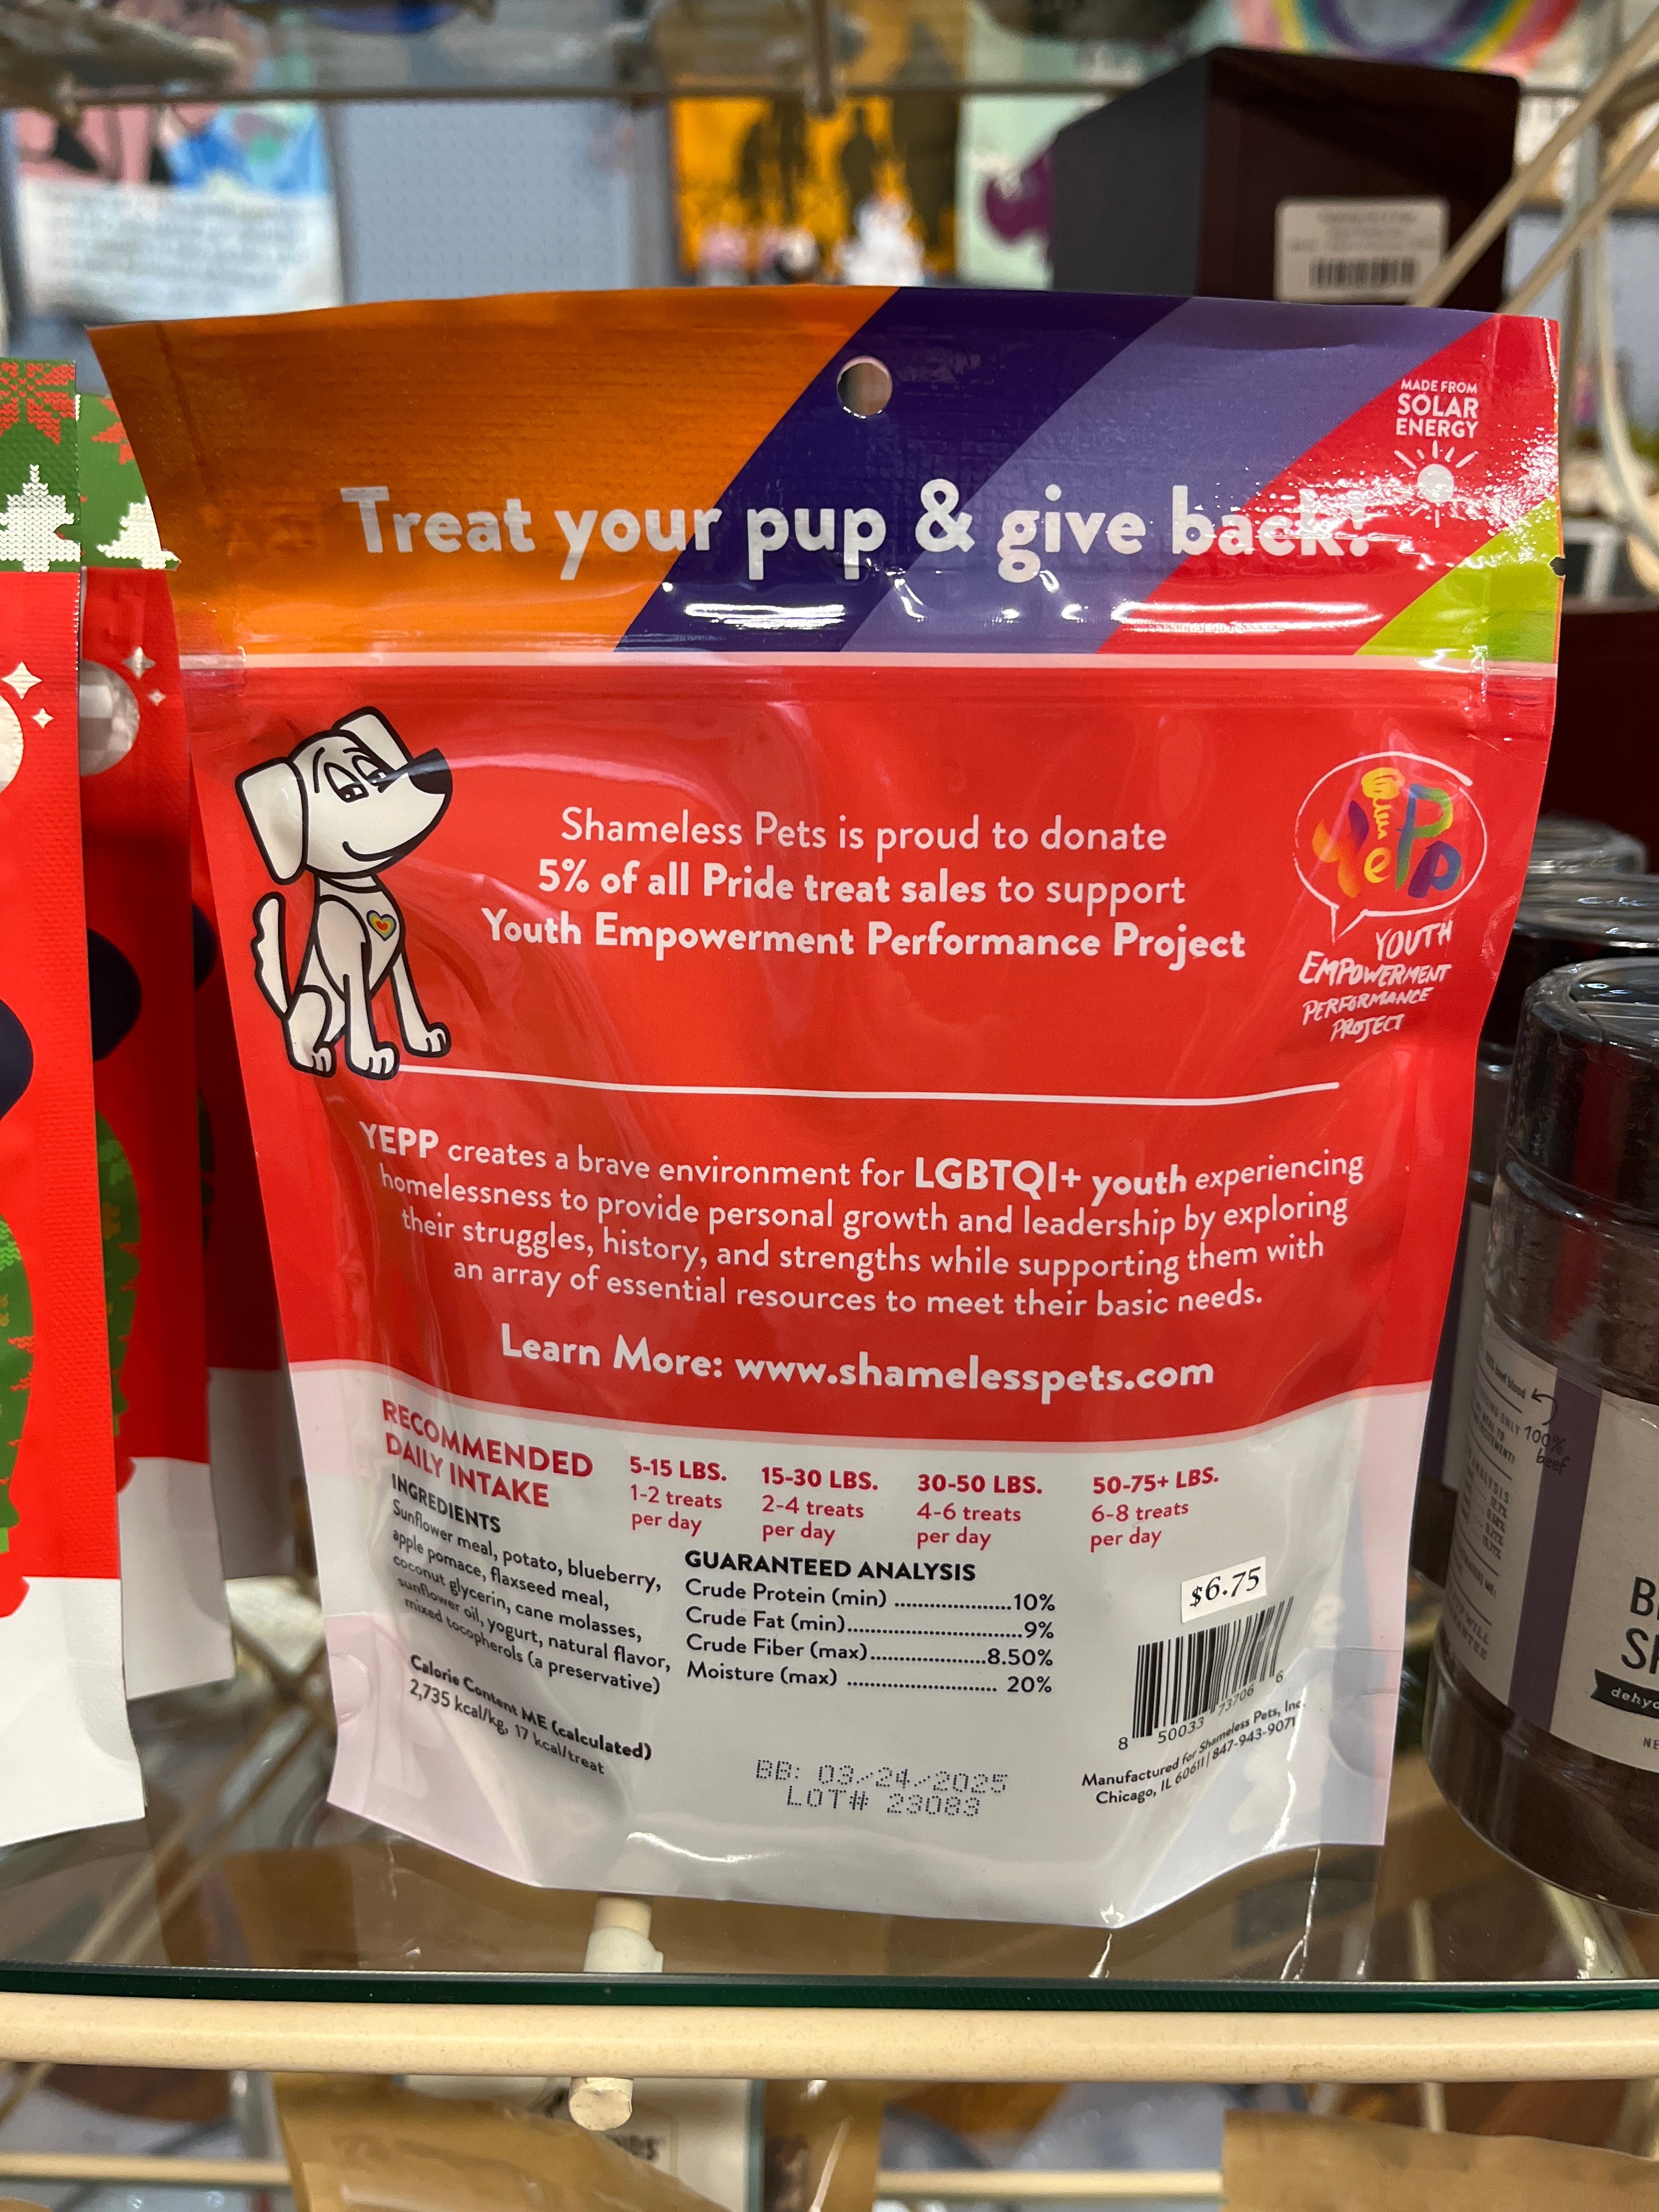 MADE FROM
SOLAR
ENERGY
Treat your pup & give back!
Shameless Pets is proud to donate
5% of all Pride treat sales to support
Youth Empowerment Performance Project
YePP
YOUTH
EMPOWERMENT
PERFORMANCE
PROJECT
YEPP creates a brave environment for LGBTQI+ youth experiencing
homelessness to provide personal growth and leadership by exploring
their struggles, history, and strengths while supporting them with
an array of essential resources to meet their basic needs.
Learn More: www.shamelesspets.com
RECOMMENDED
DAILY INTAKE
5-15 LBS.
1-2 treats
per day
15-30 LBS.
2-4 treats
per day
30-50 LBS.
4-6 treats
per day
50-75+ LBS.
6-8 treats
per day
INGREDIENTS
Sunflower meal, potato, blueberry,
apple pomace, flaxseed meal,
coconut glycerin, cane molasses,
sunflower oil, yogurt, natural flavor,
mixed tocopherols (a preservative)
Calorie Content ME (calculated)
2,735 kcal/kg, 17 kcal/treat
GUARANTEED ANALYSIS
Crude Protein (min) ....................10%
Crude Fat (min)..............................9%
Crude Fiber (max)....................8.50%
Moisture (max) .......................... 20%
$6.75
8 50033 73706 6
Manufactured for Shameless Pets, Inc.
Chicago, IL 60611 | 847-943-9071
BB: 03/24/2025
LOT# 23083
100%
beef
dehyd